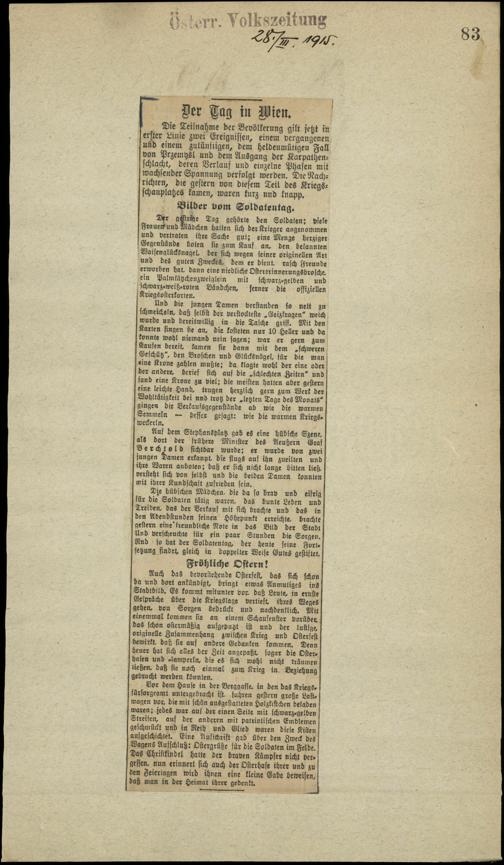 Österr. Volkszeitung
28./III. 1915.
83
Der Tag in Wien.
Die Teilnahme der Bevölkerung gilt jetzt in
erster Linie zwei Ereignissen, einem vergangenen
und einem zukünftigen, dem heldenmütigen Fall
von Przemysl und dem Ausgang der Karpathen-
schlacht, deren Verlauf und einzelne Phasen mit
wachsender Spannung verfolgt werden. Die Nach-
richten, die gestern von diesem Teil des Kriegs-
schauplatzes kamen, waren kurz und knapp.
Bilder vom Soldatentag.
Der gestrige Tag gehörte den Soldaten; viele
Frauen und Mädchen hatten sich der Krieger angenommen
und vertraten ihre Sache gut; eine Menge herziger
Gegenstände boten sie zum Kauf an, den bekannten
Waisenglücksnagel, der sich wegen seiner originellen Art
und des guten Zweckes, dem er dient, rasch Freunde
erworben hat, dann eine niedliche Ostererinnerungsbrosche,
ein Palmkätzchenzweiglein mit schwarz-gelben und
schwarz-weiß-roten Bändchen, ferner die offiziellen
Kriegsosterkarten.
Und die jungen Damen verstanden so nett zu
schmeicheln, daß selbst der verstockteste „Geizkragen" weich
wurde und bereitwillig in die Tasche griff. Mit den
Karten fingen sie an, die kosteten nur 10 Heller und da
konnte wohl niemand nein sagen; war er gern zum
Kaufen bereit, kamen sie dann mit dem „schweren
Geschütz", den Broschen und Glücksnägel, für die man
eine Krone zahlen mußte; da klagte wohl der eine oder
der andere, berief sich auf die „schlechten Zeiten" und
fand eine Krone zu viel; die meisten hatten aber gestern
eine leichte Hand, trugen herzlich gern zum Werk der
Wohltätigkeit bei und trotz der „letzten Tage des Monats"
gingen die Verkaufsgegenstände ab wie die warmen
Semmeln — besser gesagt: wie die warmen Kriegs-
weckerln.
Auf dem Stephansplatz gab es eine hübsche Szene,
als dort der frühere Minister des Aeußern Graf
Berchtold sichtbar wurde; er wurde von zwei
jungen Damen erkannt, die flugs auf ihn zueilten und
ihre Waren anboten; daß er sich nicht lange bitten ließ,
versteht sich von selbst und die beiden Damen konnten
mit ihrer Kundschaft zufrieden sein.
Die hübschen Mädchen, die da so brav und eifrig
für die Soldaten tätig waren, das bunte Leben und
Treiben, das der Verkauf mit sich brachte und das in
den Abendstunden seinen Höhepunkt erreichte, brachte
gestern eine freundliche Note in das Bild der Stadt
und verscheuchte für ein paar Stunden die Sorgen.
Und so hat der Soldatentag, der heute seine Fort-
setzung findet, gleich in doppelter Weise Gutes gestiftet.
Fröhliche Ostern!
Auch das bevorstehende Osterfest, das sich schon
da und dort ankündigt, bringt etwas Anmutiges ins
Stadtbild. Es kommt mitunter vor, daß Leute, in ernste
Gespräche über die Kriegslage vertieft, ihres Weges
gehen, von Sorgen bedrückt und nachdenklich. Mit
einemmal kommen sie an einem Schaufenster vorüber,
das schön ostermäßig aufgeputzt ist und der lustige,
originelle Zusammenhang zwischen Krieg und Osterfest
bewirkt, daß sie auf andere Gedanken kommen. Denn
heuer hat sich alles der Zeit angepaßt, sogar die Oster-
hasen und -lamperln, die es sich wohl nicht träumen
ließen, daß sie noch einmal zum Krieg in Beziehung
gebracht werden könnten.
Vor dem Hause in der Berggasse, in den das Kriegs-
fürsorgeamt untergebracht ist, fuhren gestern große Last-
wagen vor, die mit schön ausgestatteten Holzkistchen beladen
waren; jedes war auf der einen Seite mit schwarz-gelben
Streifen, auf der anderen mit patriotischen Emblemen
geschmückt und in Reih und Glied waren diese Kisten
aufgeschichtet. Eine Aufschrift gab über den Zweck des
Wagens Aufschluß: Ostergrüße für die Soldaten im Felde.
Das Christkindel hatte der braven Kämpfer nicht ver-
gessen, nun erinnert sich auch der Osterhase ihrer und zu
den Feiertagen wird ihnen eine kleine Gabe beweisen,
daß man in der Heimat ihrer gedenkt.